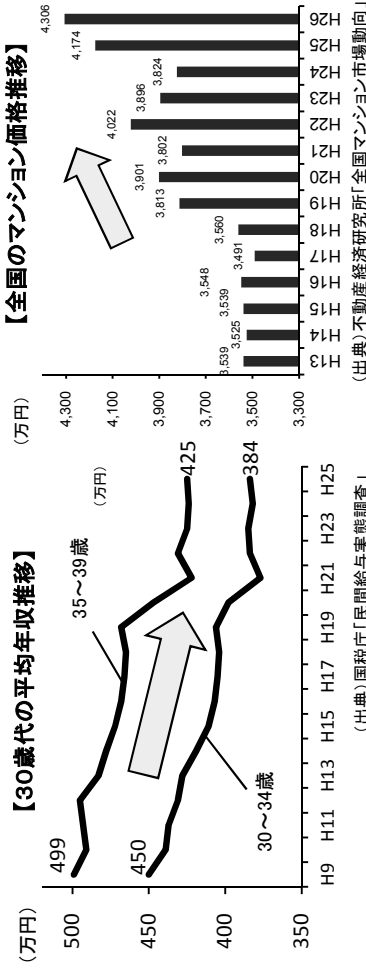 【30歳代の平均年収推移】
（万円）
500
450
400
350
499
450
35～39歳
30～34歳
（万円）
425
384
H9
H11
H13
H15
H17
H19
H21
H23
H25
（出典）国税庁「民間給与実態調査」
【全国のマンション価格推移】
（万円）
4,300
4,100
3,900
3,700
3,500
3,300
3,539
3,525
3,539
3,548
3,491
3,560
3,813
3,901
3,802
4,022
3,896
3,824
4,174
4,306
H13
H14
H15
H16
H17
H18
H19
H20
H21
H22
H23
H24
H25
H26
（出典）不動産経済研究所「全国マンション市場動向」